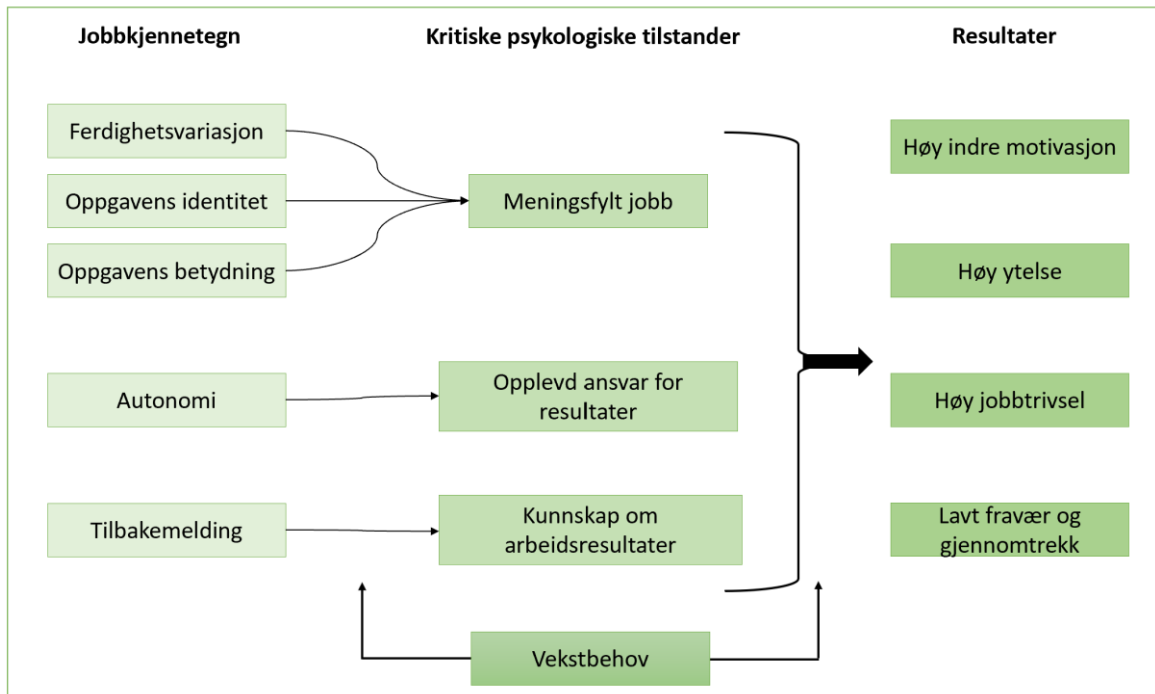 Jobbkjennetegn
Kritiske psykologiske tilstander
Resultater
Ferdighetsvariasjon
Oppgavens identitet
Oppgavens betydning
Autonomi
Tilbakemelding
Meningsfylt jobb
Opplevd ansvar for
resultater
Kunnskap om
arbeidsresultater
Høy indre motivasjon
Høy ytelse
Høy jobbtrivsel
Lavt fravær og
gjennomtrekk
Vekstbehov